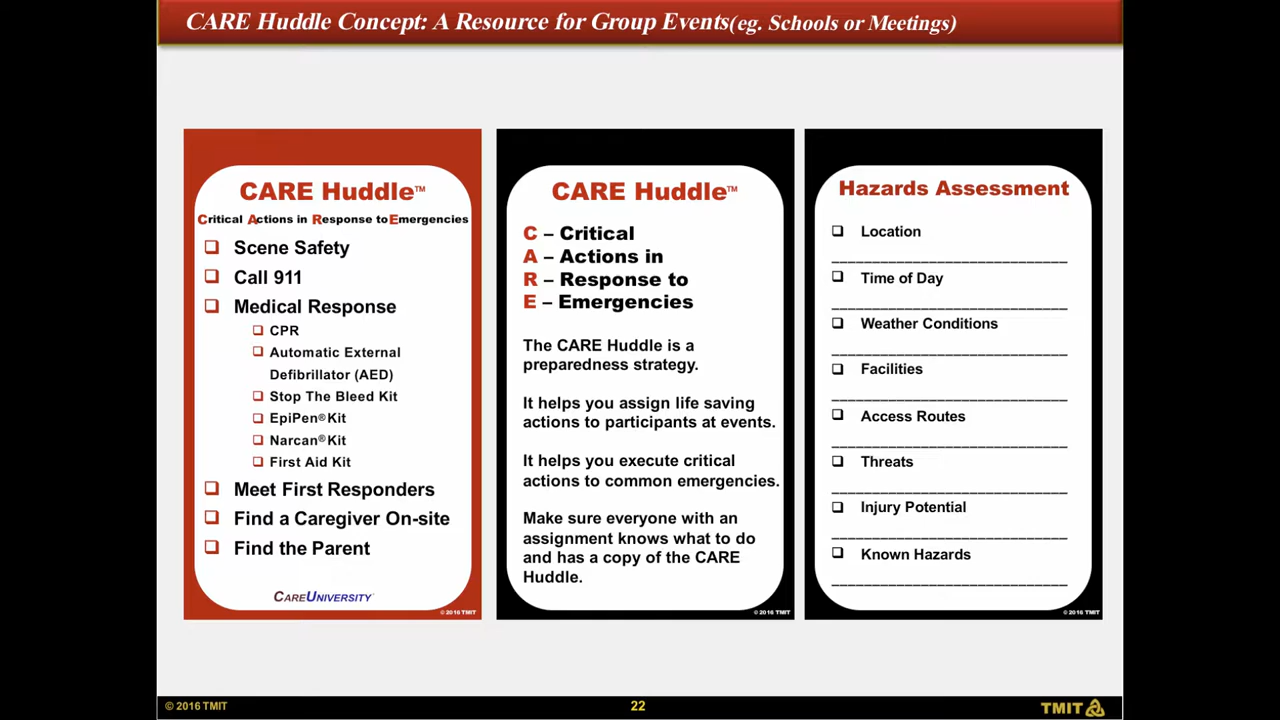 CARE Huddle Concept: A Resource for Group Events(eg. Schools or Meetings)
CARE Huddle™
Critical Actions in Response to Emergencies
Scene Safety
Call 911
Medical Response
CPR
Automatic External
Defibrillator (AED)
Stop The Bleed Kit
EpiPen® Kit
Narcan® Kit
First Aid Kit
Meet First Responders
Find a Caregiver On-site
Find the Parent
CAREUNIVERSITY
© 2016 TMIT
CARE Huddle™
C – Critical
A – Actions in
R – Response to
E – Emergencies
The CARE Huddle is a
preparedness strategy.
It helps you assign life saving
actions to participants at events.
It helps you execute critical
actions to common emergencies.
Make sure everyone with an
assignment knows what to do
and has a copy of the CARE
Huddle.
© 2016 TMIT
Hazards Assessment
Location
Time of Day
Weather Conditions
Facilities
Access Routes
Threats
Injury Potential
Known Hazards
© 2016 TMIT
© 2016 TMIT
22
TMIT